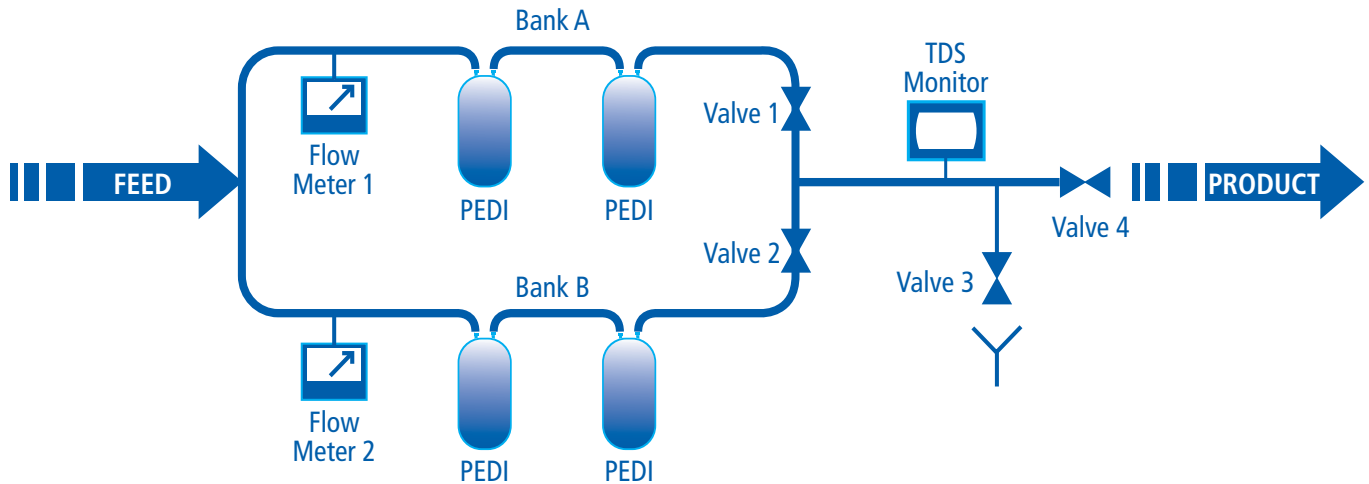 Bank A
TDS
Monitor
Valve 1
Flow
Meter 1
FEED
PEDI
PEDI
PRODUCT
Valve 4
Valve 2
Valve 3
Bank B
Flow
Meter 2
PEDI
PEDI